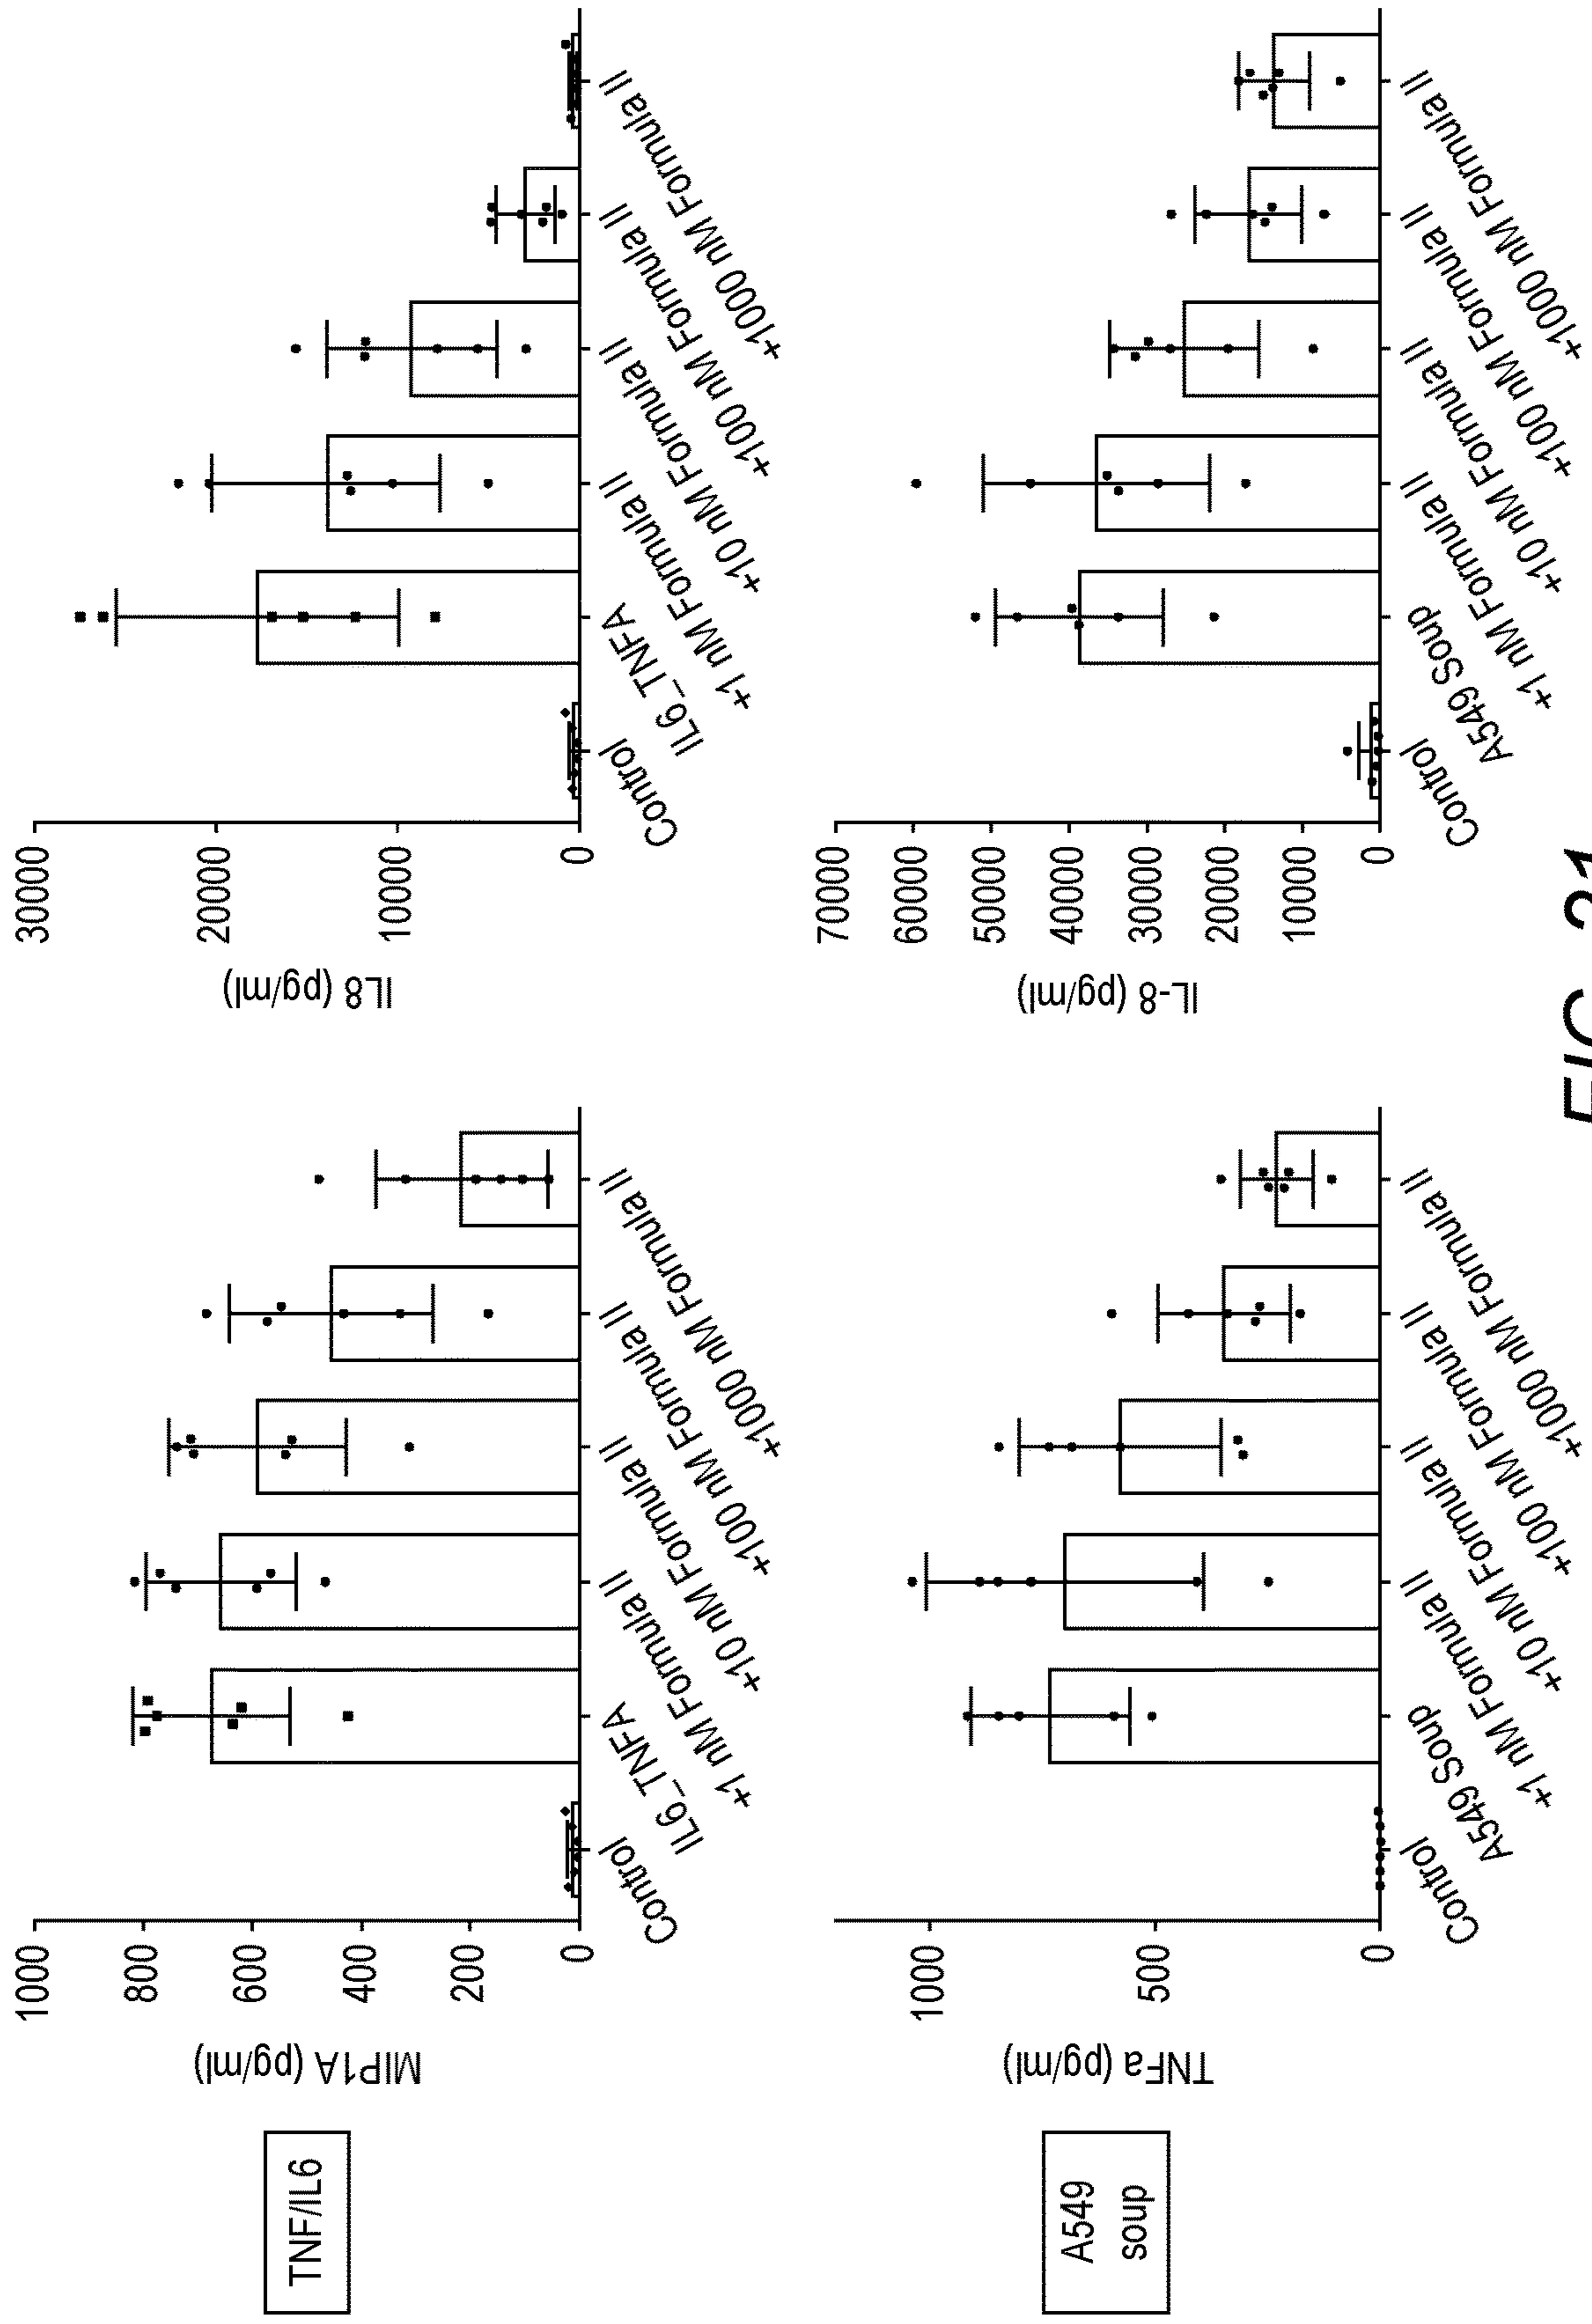 TNF/IL6
MIP1A (pg/ml)
1000
800
600
400
200
0
Control
IL6_TNFA
+1 nM Formula II
+10 nM Formula II
+100 nM Formula II
+1000 nM Formula II
IL8 (pg/ml)
30000
20000
10000
0
Control
IL6_TNFA
+1 nM Formula II
+10 nM Formula II
+100 nM Formula II
+1000 nM Formula II
A549
soup
TNFa (pg/ml)
1000
500
0
Control
A549 Soup
+1 nM Formula II
+10 nM Formula II
+100 nM Formula II
+1000 nM Formula II
IL-8 (pg/ml)
70000
60000
50000
40000
30000
20000
10000
0
Control
A549 Soup
+1 nM Formula II
+10 nM Formula II
+100 nM Formula II
+1000 nM Formula II